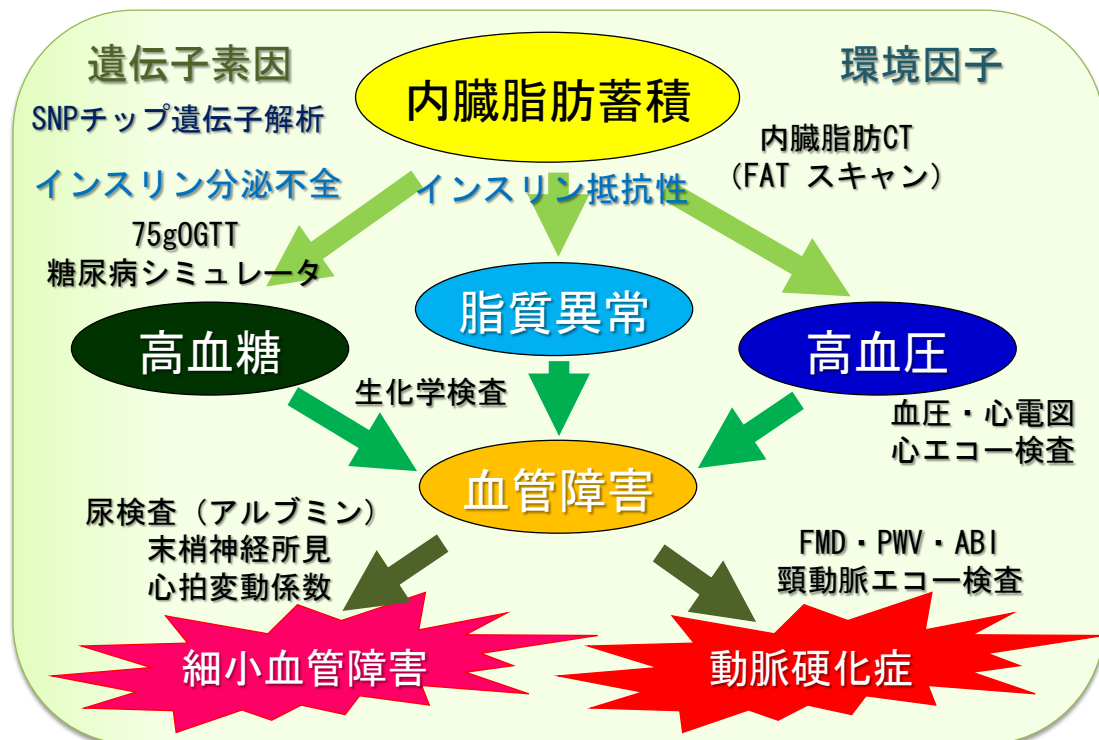 遺伝子素因
内臓脂肪蓄積
環境因子
SNPチップ遺伝子解析
内臓脂肪CT
（FAT スキャン）
インスリン分泌不全
インスリン抵抗性
75gOGTT
糖尿病シミュレータ
高血糖
脂質異常
高血圧
生化学検査
血圧・心電図
心エコー検査
血管障害
尿検査（アルブミン）
末梢神経所見
心拍変動係数
FMD・PWV・ABI
頸動脈エコー検査
細小血管障害
動脈硬化症